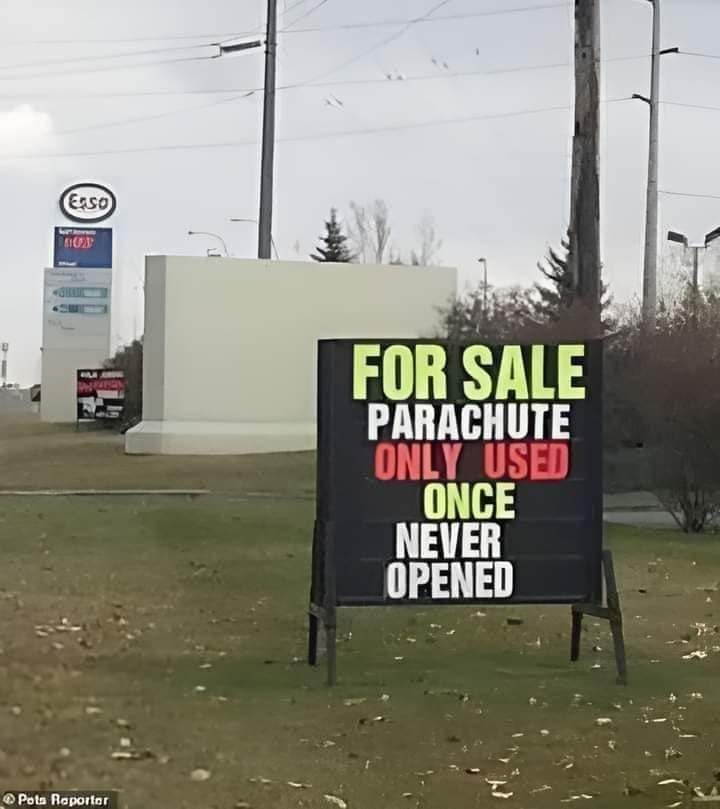 Esso
FOR SALE
PARACHUTE
ONLY USED
ONCE
NEVER
OPENED
© Pets Reporter